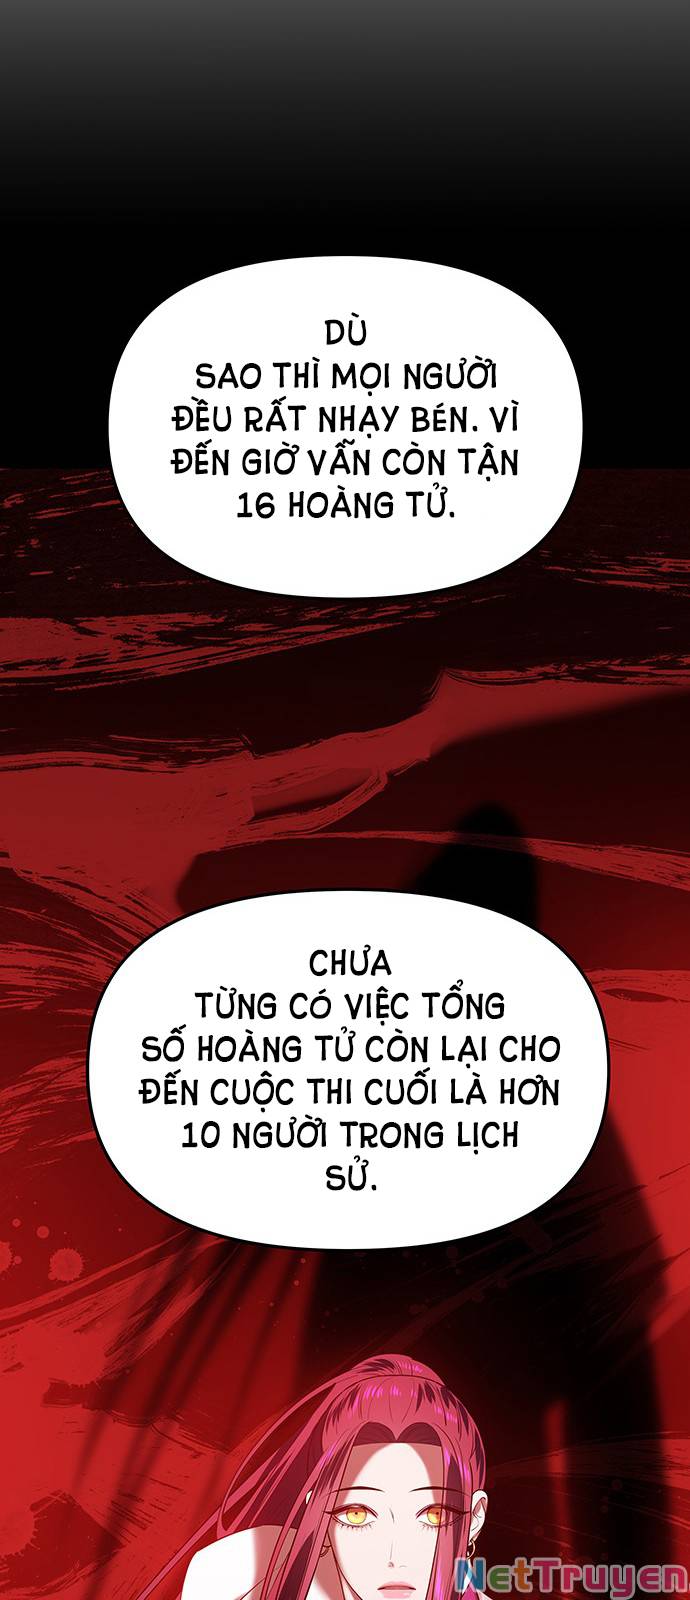 DÙ
SAO THÌ MỌI NGƯỜI
ĐỀU RẤT NHẠY BÉN. VÌ
ĐẾN GIỜ VẪN CÒN TẬN
16 HOÀNG TỬ.
CHƯA
TỪNG CÓ VIỆC TỔNG
SỐ HOÀNG TỬ CÒN LẠI CHO
ĐẾN CUỘC THI CUỐI LÀ HƠN
10 NGƯỜI TRONG LỊCH
SỬ.
NetTruyen